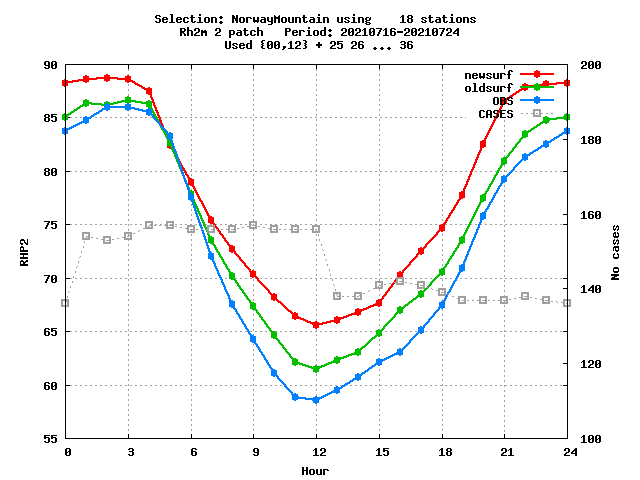 Selection: NorwayMountain using    18 stations
Rh2m 2 patch   Period: 20210716-20210724
Used {00,12} + 25 26 ... 36
90 200
newsurf
oldsurf
OBS
CASES
85
180
80
75
160
RHP2
No cases
70
140
65
120
60
55 100
0 3 6 9 12 15 18 21 24
Hour